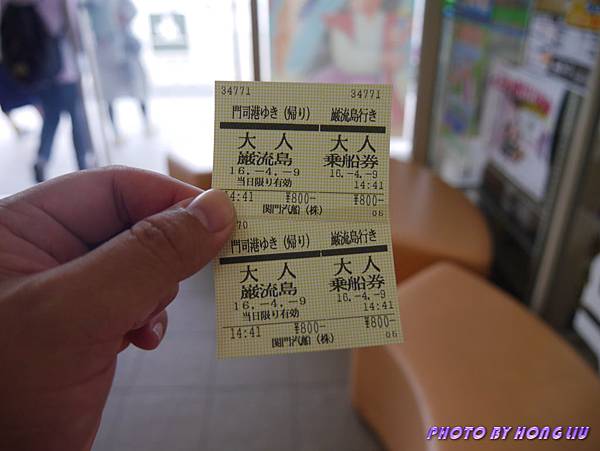 34771 34771
門司港ゆき(帰り) 巌流島行き
大人 大人
巌流島 乗船券
16.-4.-9 16.-4.-9
当日限り有効 14:41
14:41 ¥800- ¥800-
関門汽船(株) 06
70
門司港ゆき(帰り) 巌流島行き
大人 大人
巌流島 乗船券
16.-4.-9 16.-4.-9
当日限り有効 14:41
14:41 ¥800- ¥800-
関門汽船(株) 06
PHOTO BY HONG LIU